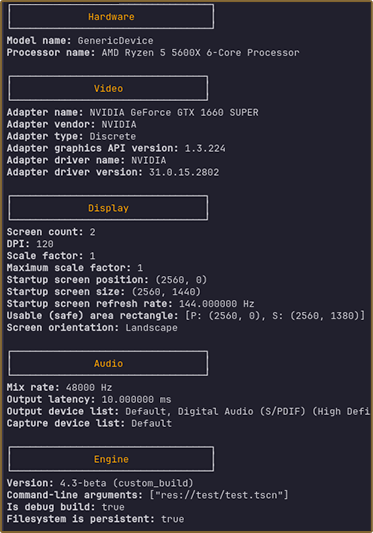 Hardware
Model name: GenericDevice
Processor name: AMD Ryzen 5 5600X 6-Core Processor
Video
Adapter name: NVIDIA GeForce GTX 1660 SUPER
Adapter vendor: NVIDIA
Adapter type: Discrete
Adapter graphics API version: 1.3.224
Adapter driver name: NVIDIA
Adapter driver version: 31.0.15.2802
Display
Screen count: 2
DPI: 120
Scale factor: 1
Maximum scale factor: 1
Startup screen position: (2560, 0)
Startup screen size: (2560, 1440)
Startup screen refresh rate: 144.000000 Hz
Usable (safe) area rectangle: [P: (2560, 0), S: (2560, 1380)]
Screen orientation: Landscape
Audio
Mix rate: 48000 Hz
Output latency: 10.000000 ms
Output device list: Default, Digital Audio (S/PDIF) (High Defi
Capture device list: Default
Engine
Version: 4.3-beta (custom_build)
Command-line arguments: ["res://test/test.tscn"]
Is debug build: true
Filesystem is persistent: true